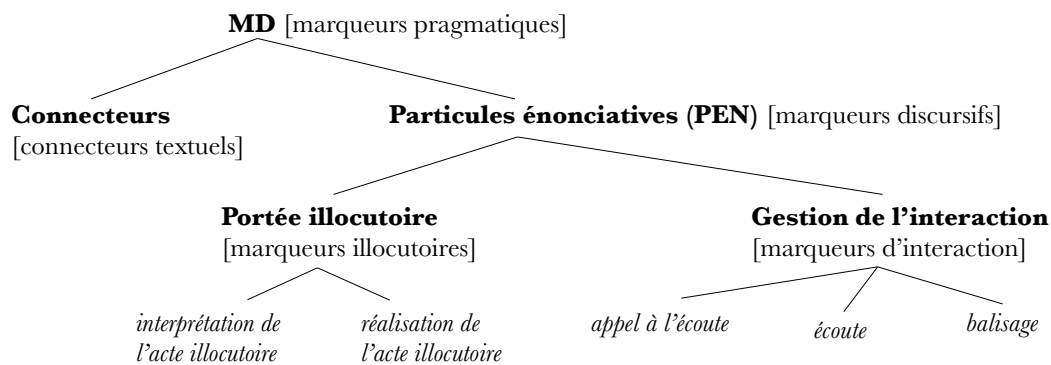 MD [marqueurs pragmatiques]
Connecteurs
[connecteurs textuels]
Particules énonciatives (PEN) [marqueurs discursifs]
Portée illocutoire
[marqueurs illocutoires]
Gestion de l'interaction
[marqueurs d'interaction]
interprétation de
l'acte illocutoire
réalisation de
l'acte illocutoire
appel à l'écoute
écoute
balisage